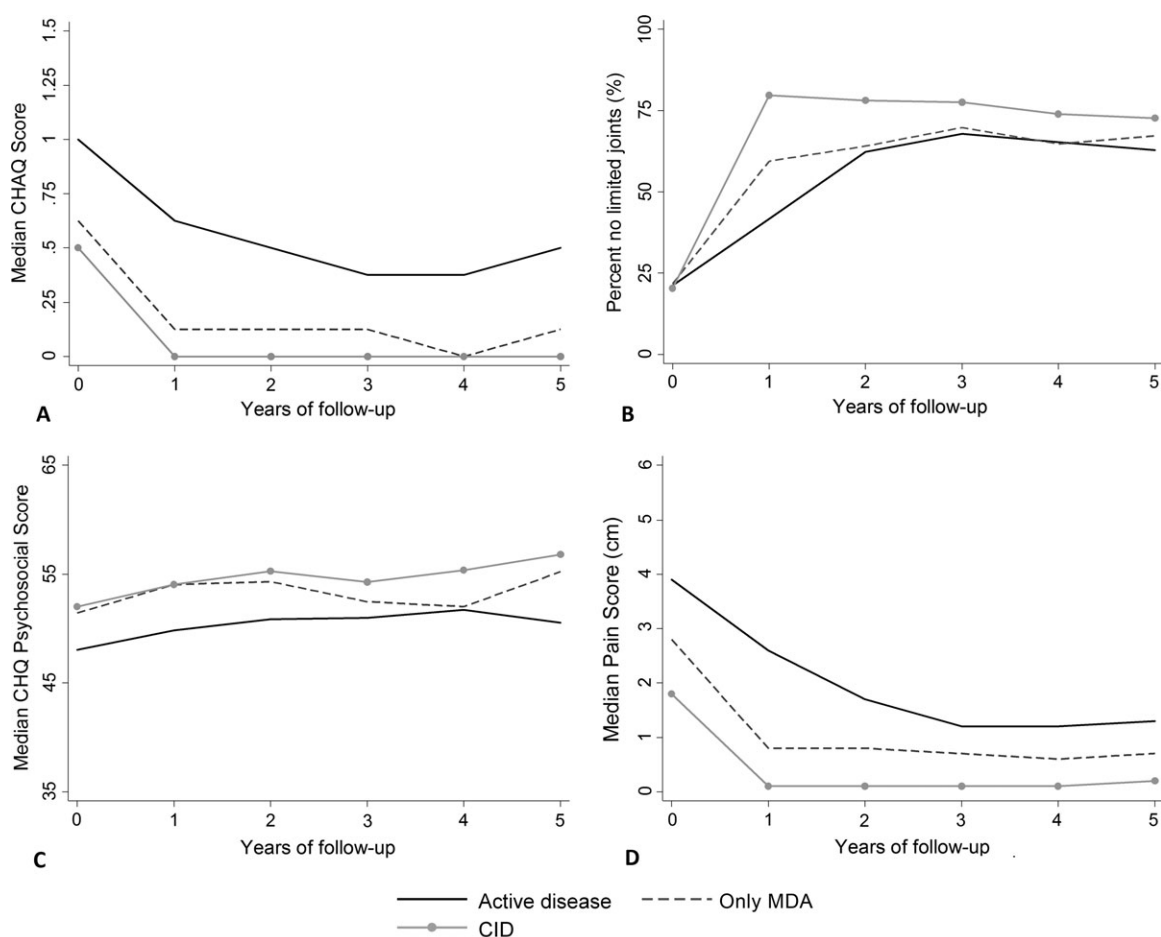 Median CHAQ Score
1.5
1.25
1
.75
.5
.25
0
0 1 2 3 4 5
Years of follow-up
A
Percent no limited joints (%)
100
75
50
25
0
0 1 2 3 4 5
Years of follow-up
B
Median CHQ Psychosocial Score
65
55
45
35
0 1 2 3 4 5
Years of follow-up
C
Median Pain Score (cm)
6
5
4
3
2
1
0
0 1 2 3 4 5
Years of follow-up
D
Active disease
Only MDA
CID